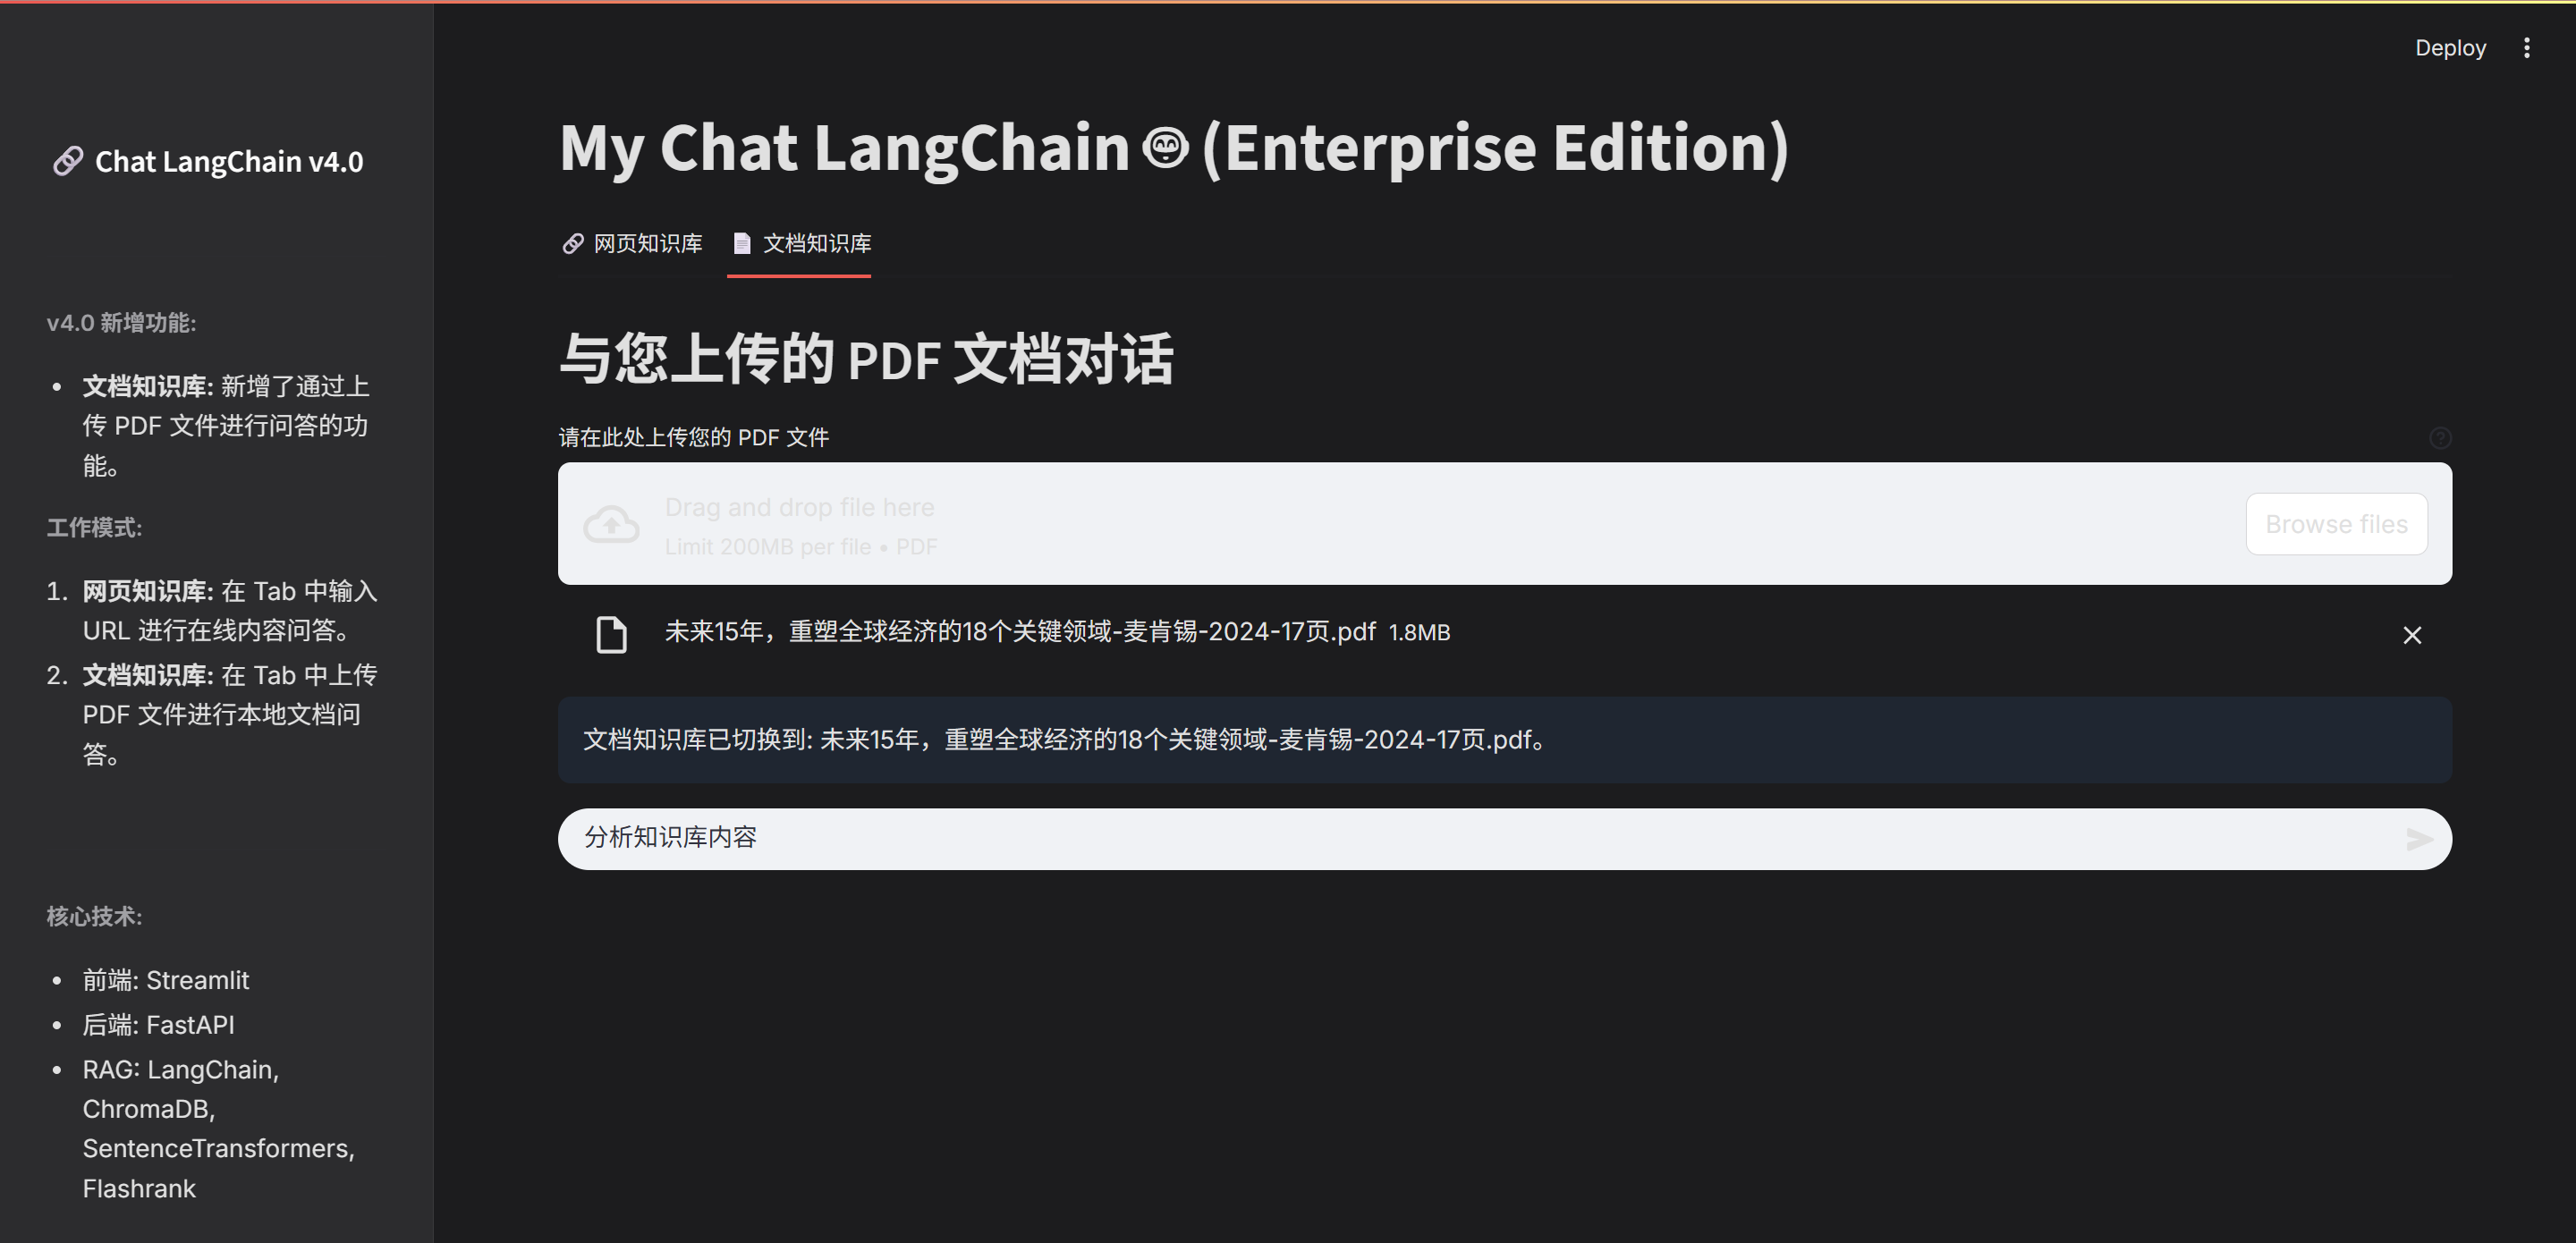 Deploy
🔗 Chat LangChain v4.0
v4.0 新增功能:
• 文档知识库: 新增了通过上
传 PDF 文件进行问答的功
能。
工作模式:
1. 网页知识库: 在 Tab 中输入
URL 进行在线内容问答。
2. 文档知识库: 在 Tab 中上传
PDF 文件进行本地文档问
答。
核心技术:
• 前端: Streamlit
• 后端: FastAPI
• RAG: LangChain,
ChromaDB,
SentenceTransformers,
Flashrank
My Chat LangChain (Enterprise Edition)
🔗 网页知识库 📄 文档知识库
与您上传的 PDF 文档对话
请在此处上传您的 PDF 文件
Drag and drop file here
Limit 200MB per file • PDF
Browse files
未来15年，重塑全球经济的18个关键领域-麦肯锡-2024-17页.pdf 1.8MB
文档知识库已切换到: 未来15年，重塑全球经济的18个关键领域-麦肯锡-2024-17页.pdf。
分析知识库内容